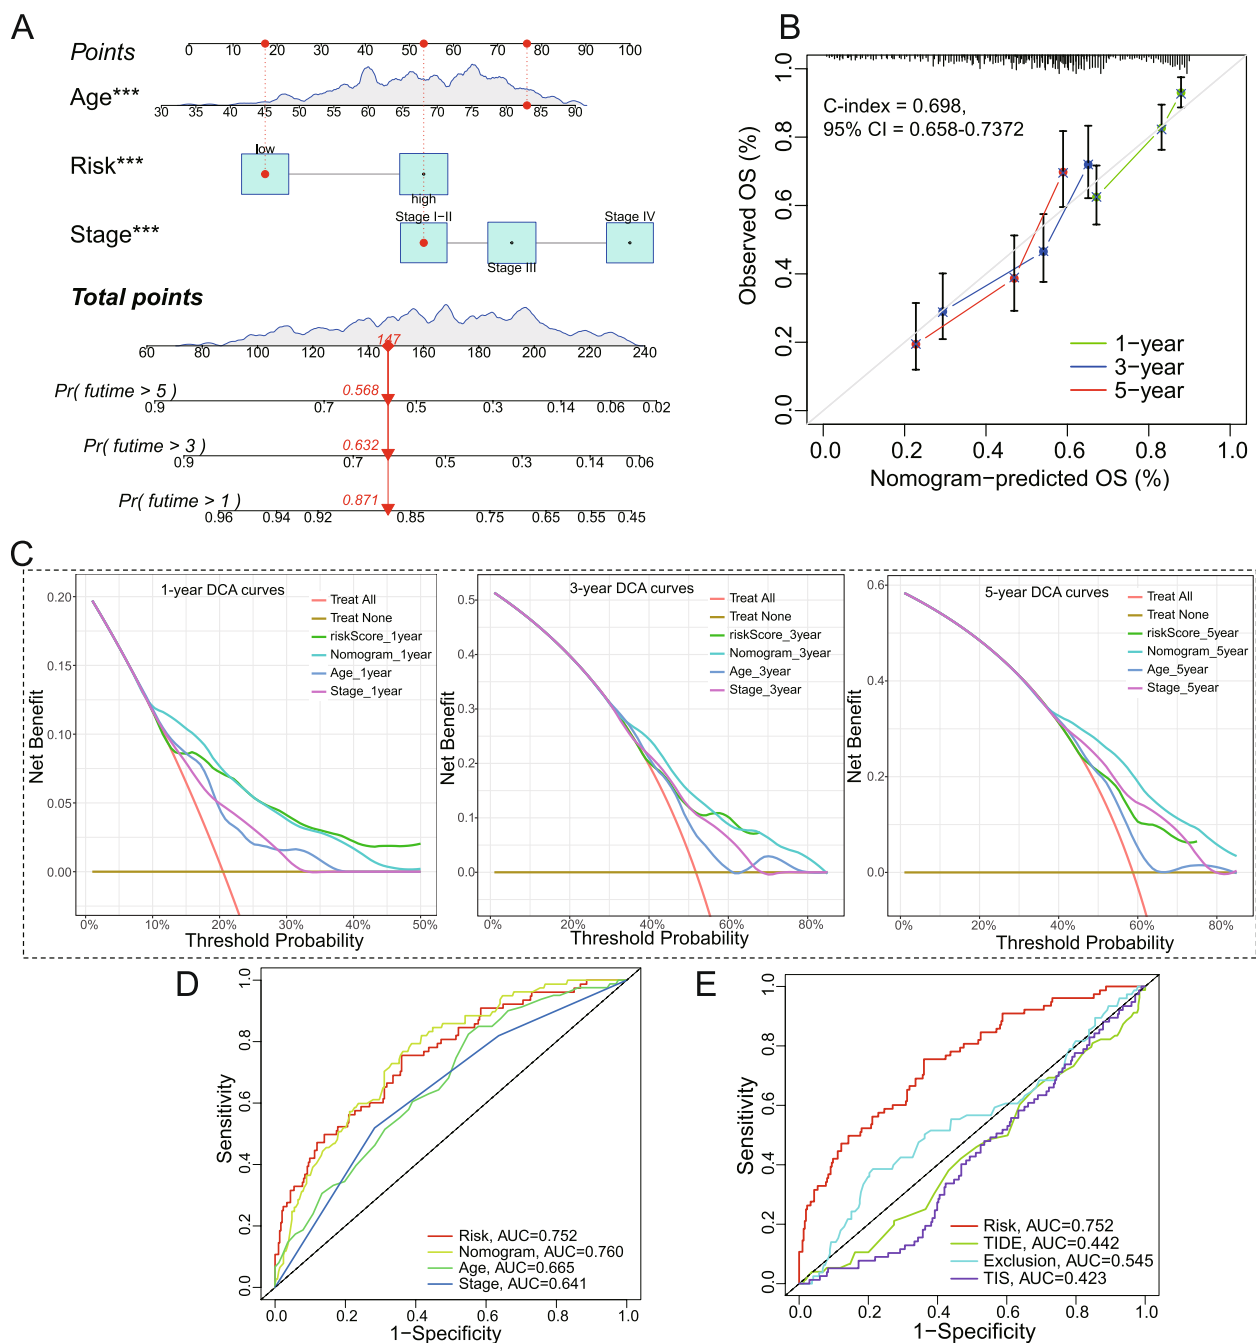 A
Points
0 10 20 30 40 50 60 70 80 90 100
Age***
30 35 40 45 50 55 60 65 70 75 80 85 90
Risk***
low
high
Stage***
Stage I−II
Stage III
Stage IV
Total points
147
60 80 100 120 140 160 180 200 220 240
Pr( futime > 5 )
0.568
0.9 0.7 0.5 0.3 0.14 0.06 0.02
Pr( futime > 3 )
0.632
0.9 0.7 0.5 0.3 0.14 0.06
Pr( futime > 1 )
0.871
0.96 0.94 0.92 0.85 0.75 0.65 0.55 0.45
B
C-index = 0.698,
95% CI = 0.658-0.7372
Observed OS (%)
0.0 0.2 0.4 0.6 0.8 1.0
1−year
3−year
5−year
0.0 0.2 0.4 0.6 0.8 1.0
Nomogram−predicted OS (%)
C
1-year DCA curves
Treat All
Treat None
riskScore_1year
Nomogram_1year
Age_1year
Stage_1year
Net Benefit
0.20
0.15
0.10
0.05
0.00
0% 10% 20% 30% 40% 50%
Threshold Probability
3-year DCA curves
Treat All
Treat None
riskScore_3year
Nomogram_3year
Age_3year
Stage_3year
Net Benefit
0.5
0.4
0.3
0.2
0.1
0.0
0% 20% 40% 60% 80%
Threshold Probability
5-year DCA curves
Treat All
Treat None
riskScore_5year
Nomogram_5year
Age_5year
Stage_5year
Net Benefit
0.6
0.4
0.2
0.0
0% 20% 40% 60% 80%
Threshold Probability
D
Sensitivity
0.0 0.2 0.4 0.6 0.8 1.0
Risk, AUC=0.752
Nomogram, AUC=0.760
Age, AUC=0.665
Stage, AUC=0.641
0.0 0.2 0.4 0.6 0.8 1.0
1−Specificity
E
Sensitivity
0.0 0.2 0.4 0.6 0.8 1.0
Risk, AUC=0.752
TIDE, AUC=0.442
Exclusion, AUC=0.545
TIS, AUC=0.423
0.0 0.2 0.4 0.6 0.8 1.0
1−Specificity